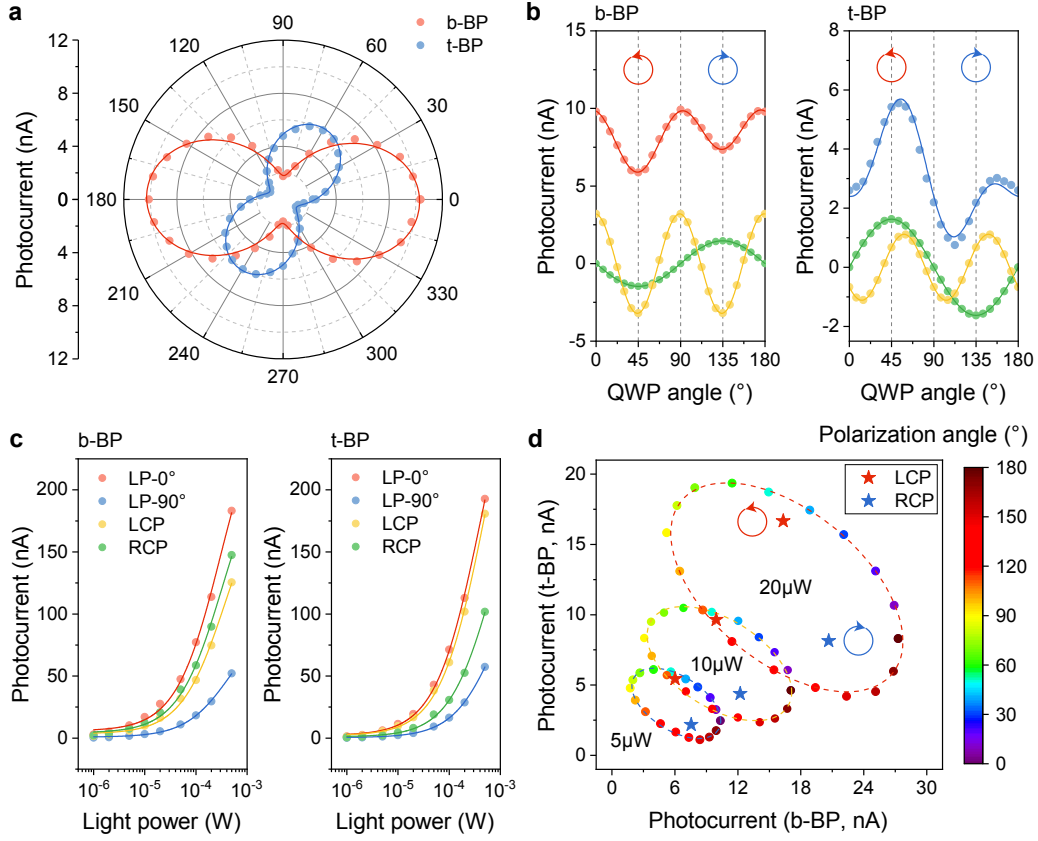 a
b-BP
t-BP
Photocurrent (nA)
12
8
4
0
4
8
12
90
120
60
150
30
180
0
210
330
240
300
270
b
b-BP
t-BP
Photocurrent (nA)
15
10
5
0
-5
0 45 90 135 180
QWP angle (°)
Photocurrent (nA)
8
6
4
2
0
-2
0 45 90 135 180
QWP angle (°)
c
b-BP
LP-0°
LP-90°
LCP
RCP
Photocurrent (nA)
200
150
100
50
0
10⁻⁶ 10⁻⁵ 10⁻⁴ 10⁻³
Light power (W)
t-BP
LP-0°
LP-90°
LCP
RCP
Photocurrent (nA)
200
150
100
50
0
10⁻⁶ 10⁻⁵ 10⁻⁴ 10⁻³
Light power (W)
d
Polarization angle (°)
LCP
RCP
20μW
10μW
5μW
Photocurrent (t-BP, nA)
20
15
10
5
0
0 6 12 18 24 30
Photocurrent (b-BP, nA)
180
150
120
90
60
30
0